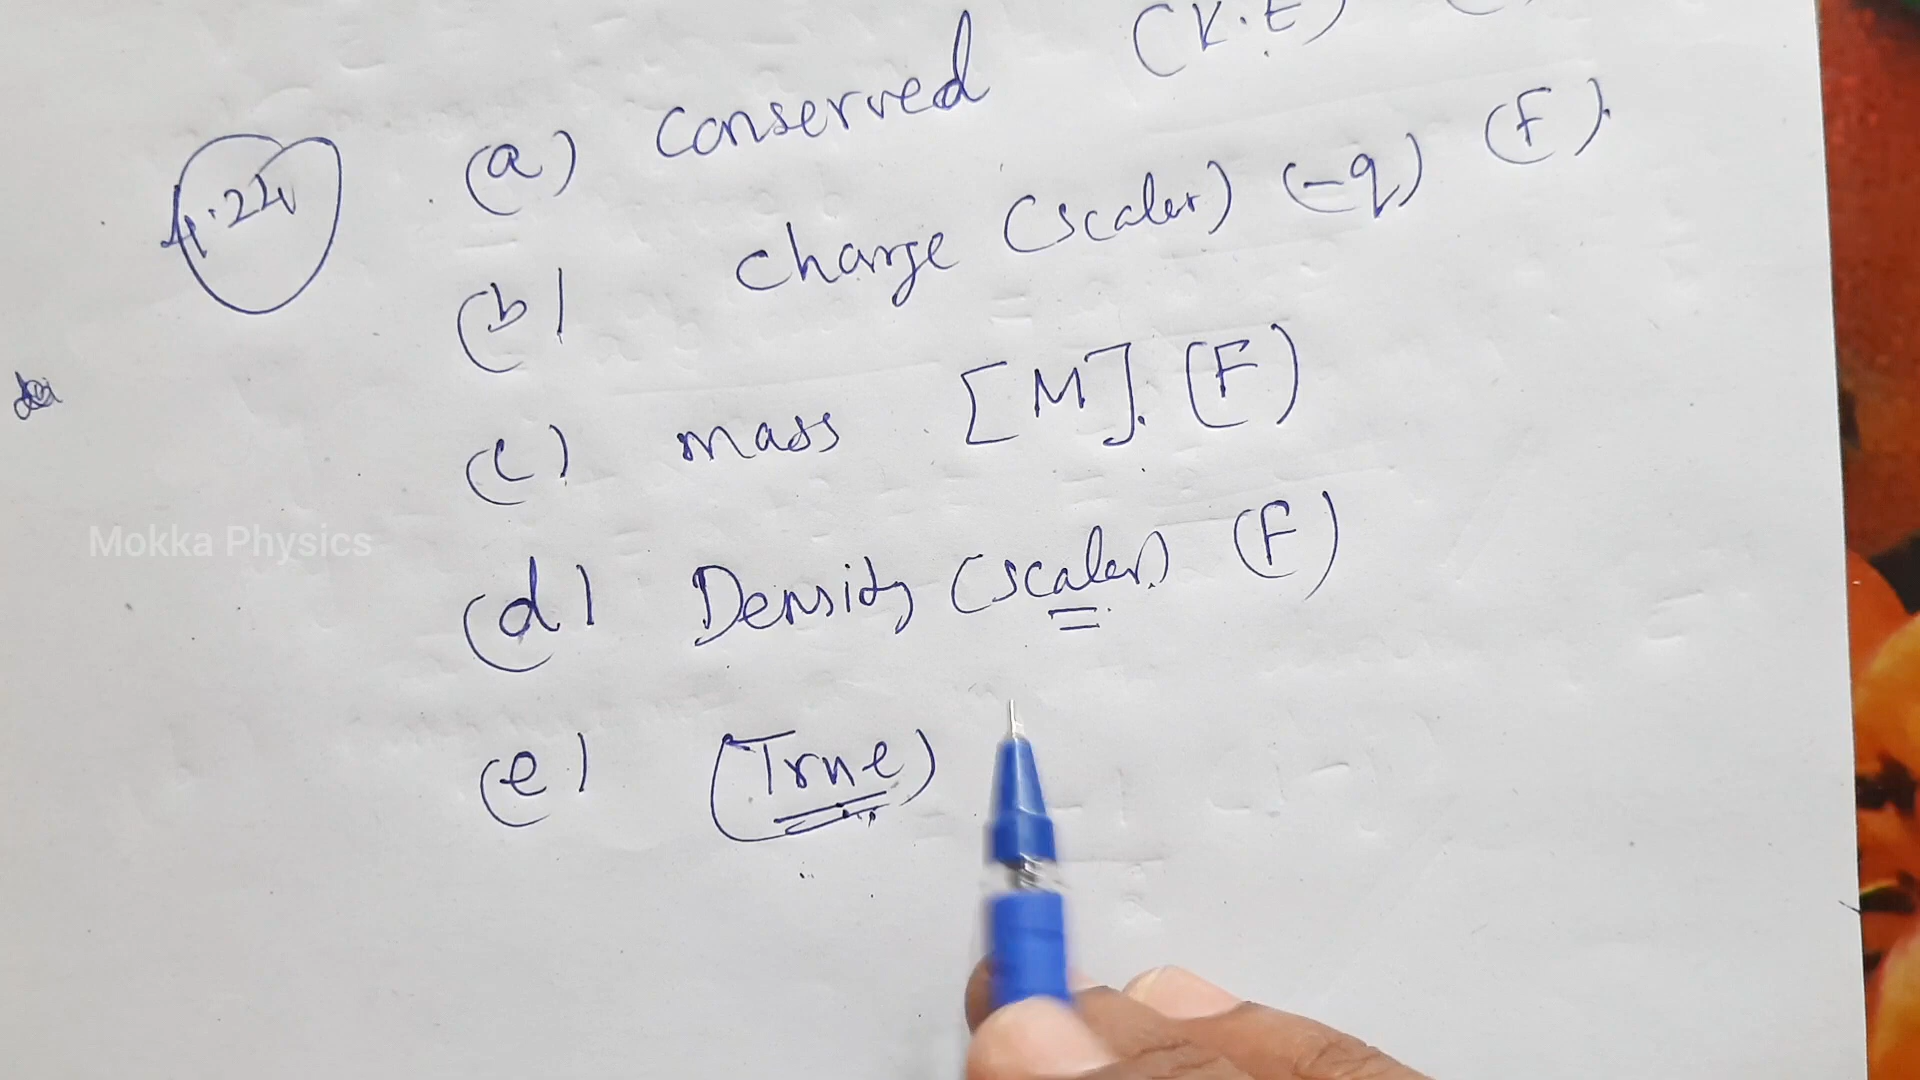 4.24
(a) Conserved (K.E)
(b) charge (scaler) (-q) (F).
(c) mass [M]. (F)
(d) Density (scaler) (F)
(e) (True)
Mokka Physics